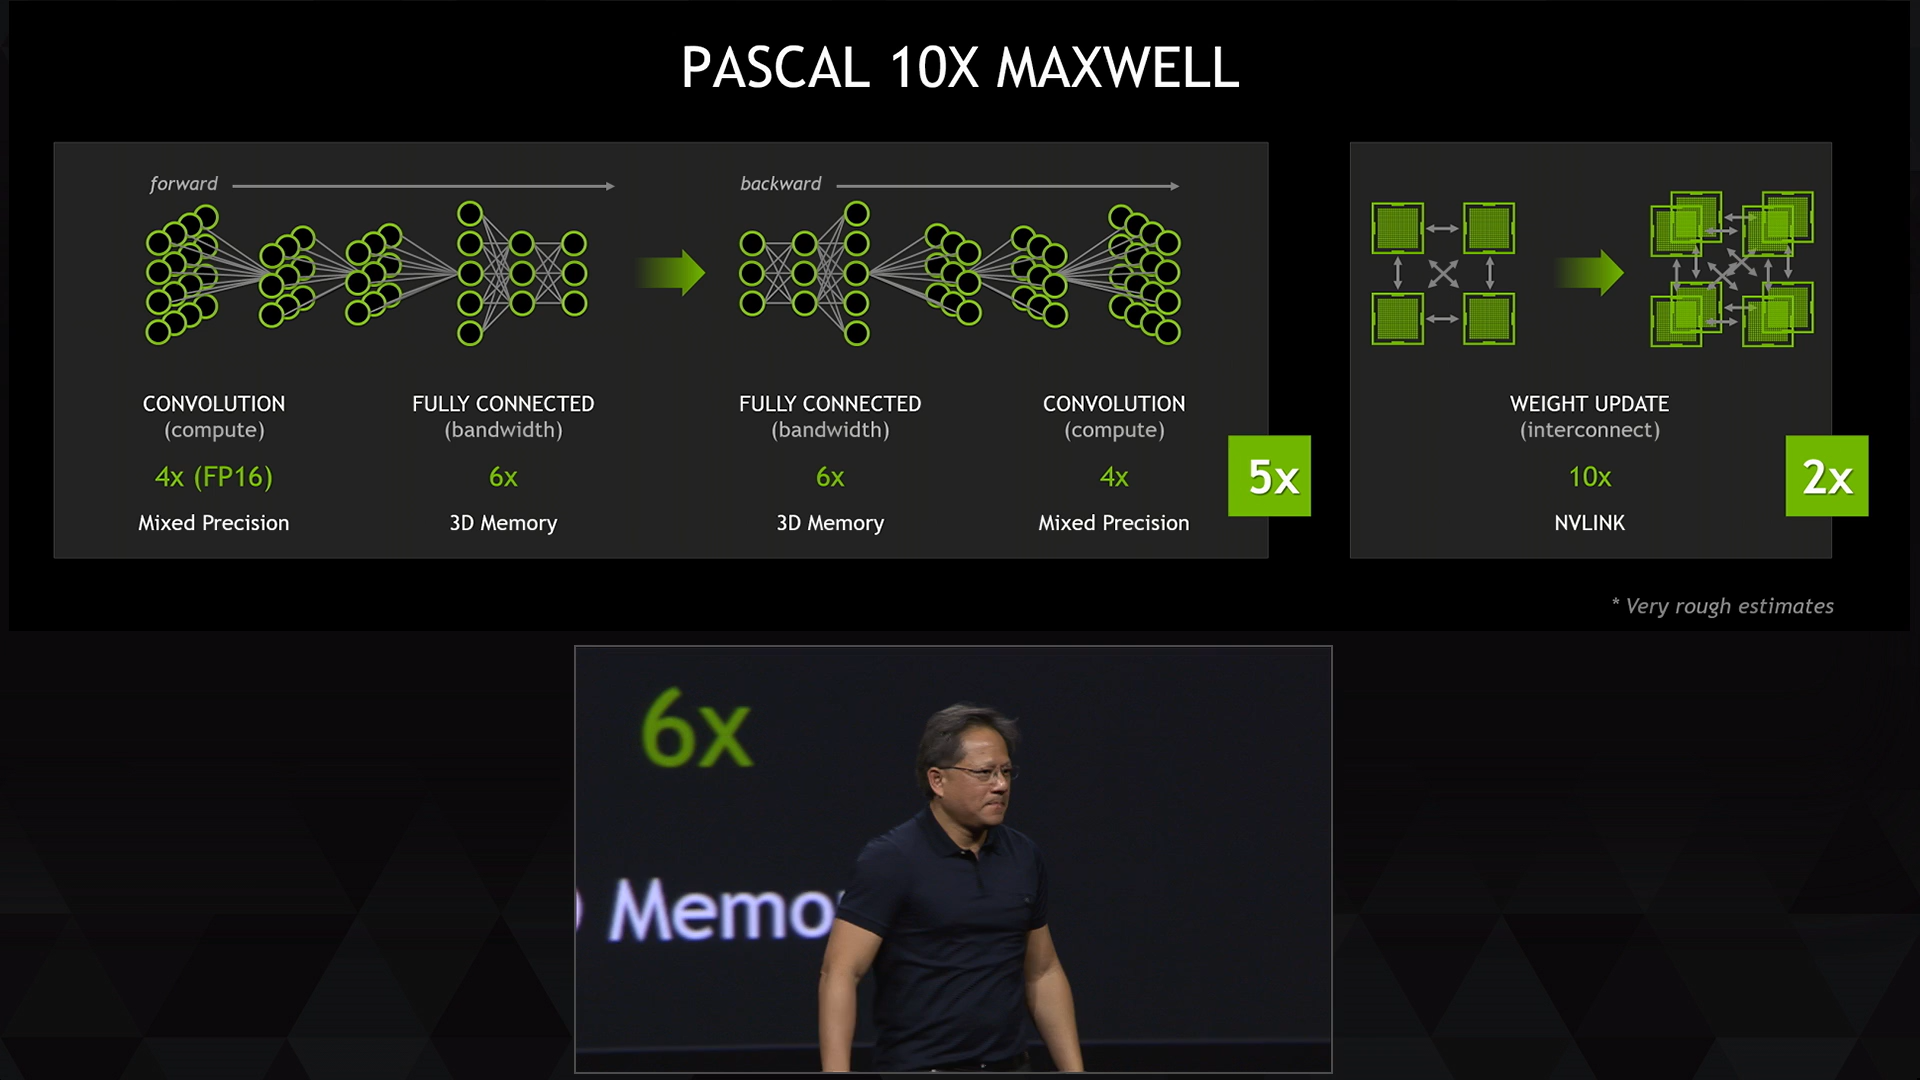 PASCAL 10X MAXWELL
forward
backward
CONVOLUTION
(compute)
4x (FP16)
Mixed Precision
FULLY CONNECTED
(bandwidth)
6x
3D Memory
FULLY CONNECTED
(bandwidth)
6x
3D Memory
CONVOLUTION
(compute)
4x
Mixed Precision
5x
WEIGHT UPDATE
(interconnect)
10x
NVLINK
2x
* Very rough estimates
6x
Memo